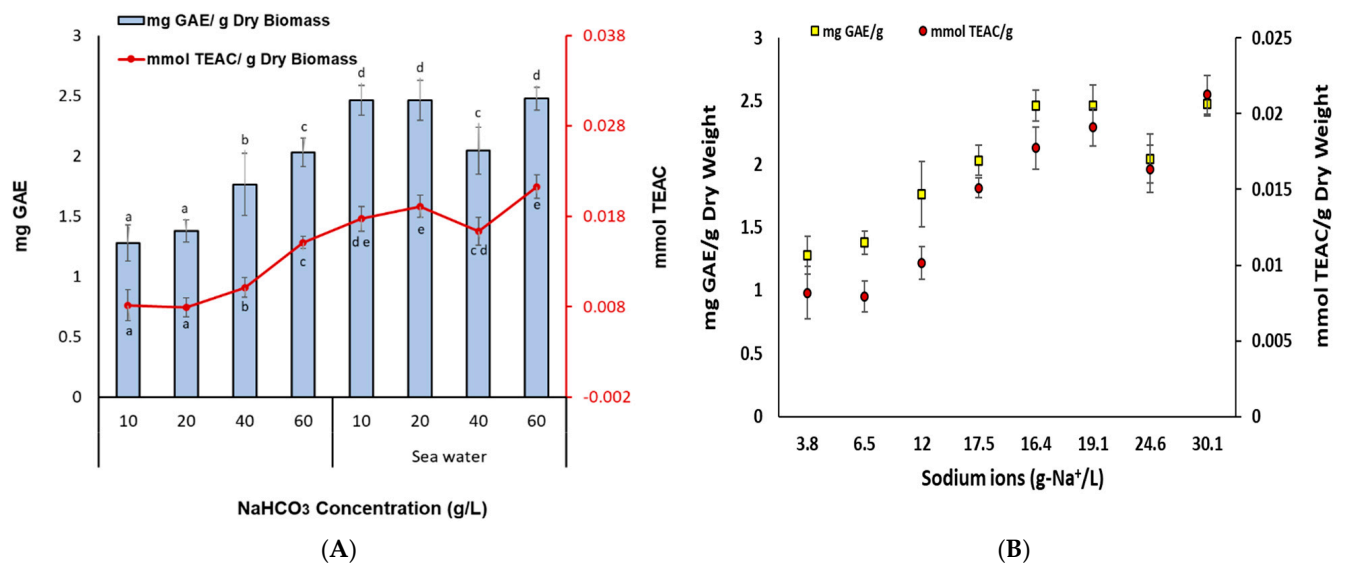 mg GAE/ g Dry Biomass
mmol TEAC/ g Dry Biomass
3
2.5
2
1.5
1
0.5
0
mg GAE
0.038
0.028
0.018
0.008
-0.002
mmol TEAC
a
a
b
c
d
d
c
d
a
a
b
c
d e
e
c d
e
10 20 40 60 10 20 40 60
Sea water
NaHCO3 Concentration (g/L)
(A)
mg GAE/g mmol TEAC/g
3
2.5
2
1.5
1
0.5
0
mg GAE/g Dry Weight
0.025
0.02
0.015
0.01
0.005
0
mmol TEAC/g Dry Weight
3.8 6.5 12 17.5 16.4 19.1 24.6 30.1
Sodium ions (g-Na⁺/L)
(B)